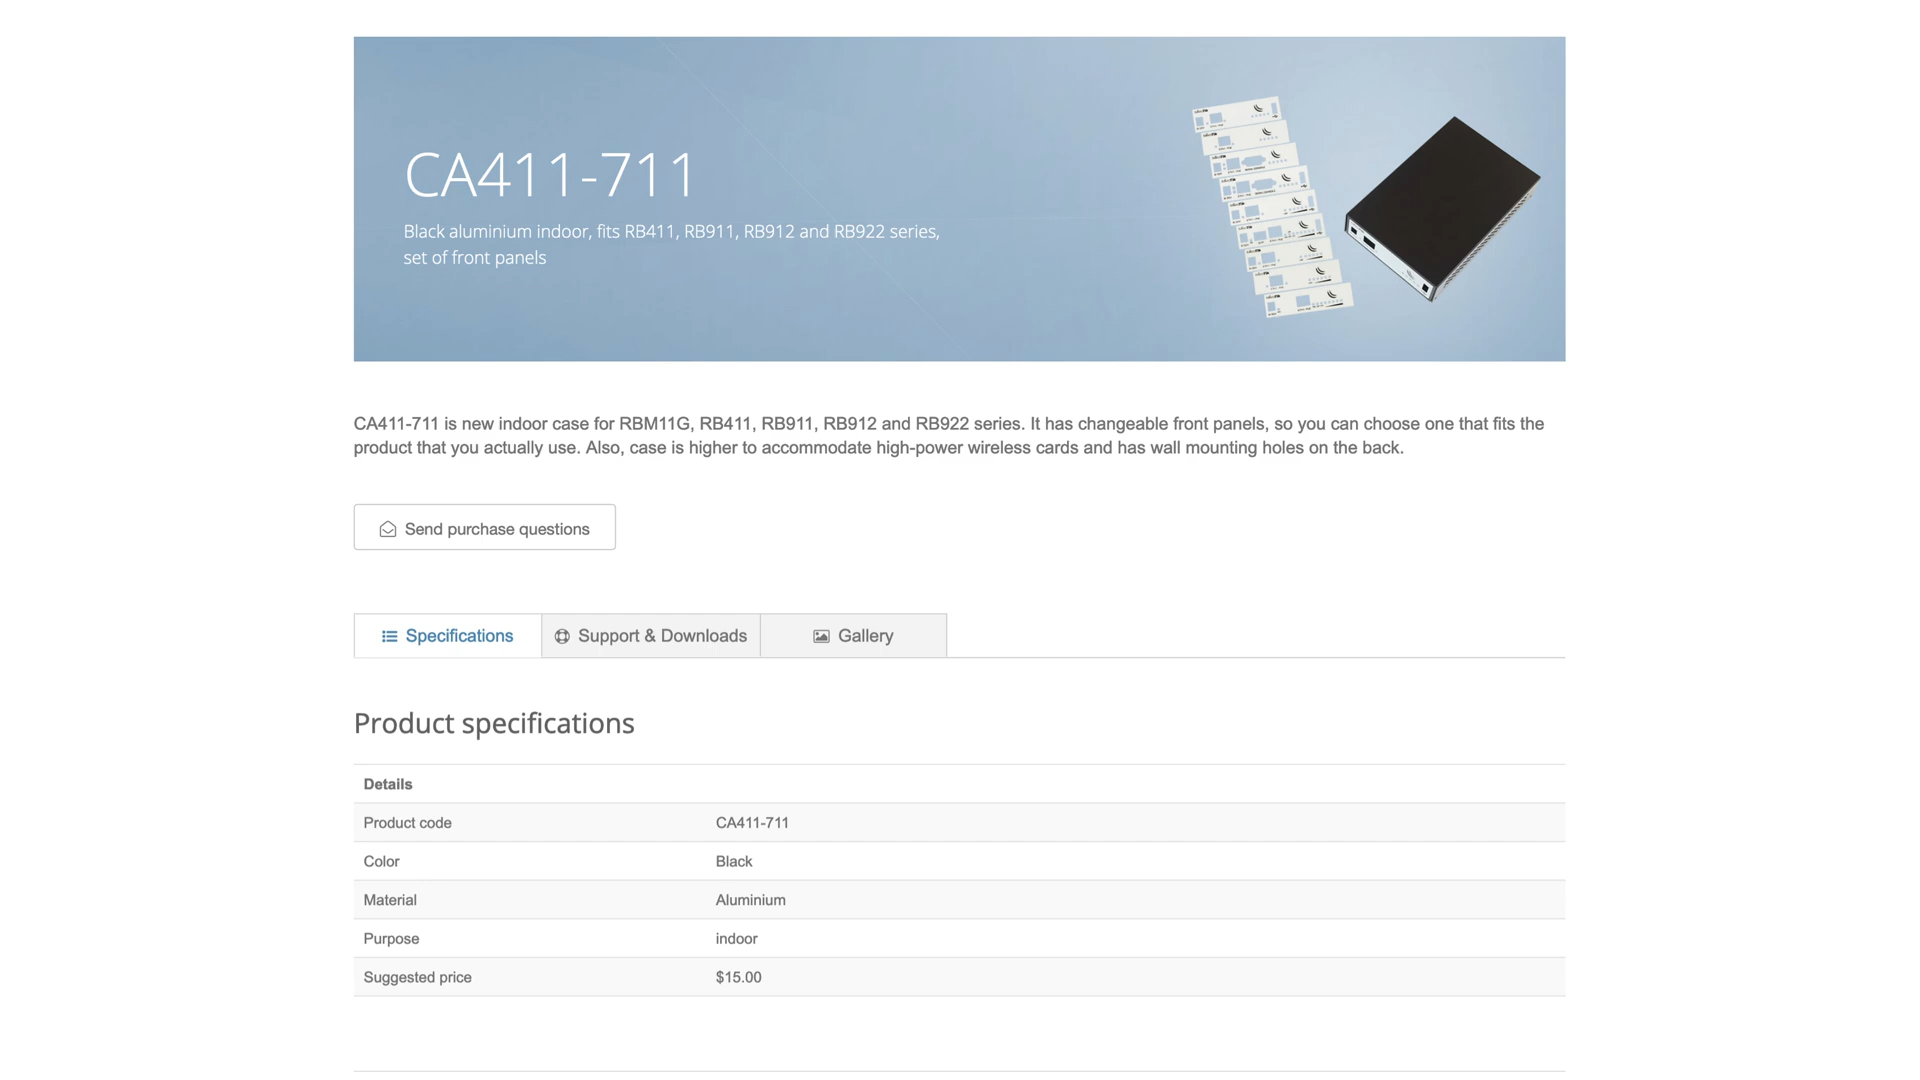 CA411-711
Black aluminium indoor, fits RB411, RB911, RB912 and RB922 series,
set of front panels
CA411-711 is new indoor case for RBM11G, RB411, RB911, RB912 and RB922 series. It has changeable front panels, so you can choose one that fits the
product that you actually use. Also, case is higher to accommodate high-power wireless cards and has wall mounting holes on the back.
Send purchase questions
Specifications
Support & Downloads
Gallery
Product specifications
Details
Product code CA411-711
Color Black
Material Aluminium
Purpose indoor
Suggested price $15.00